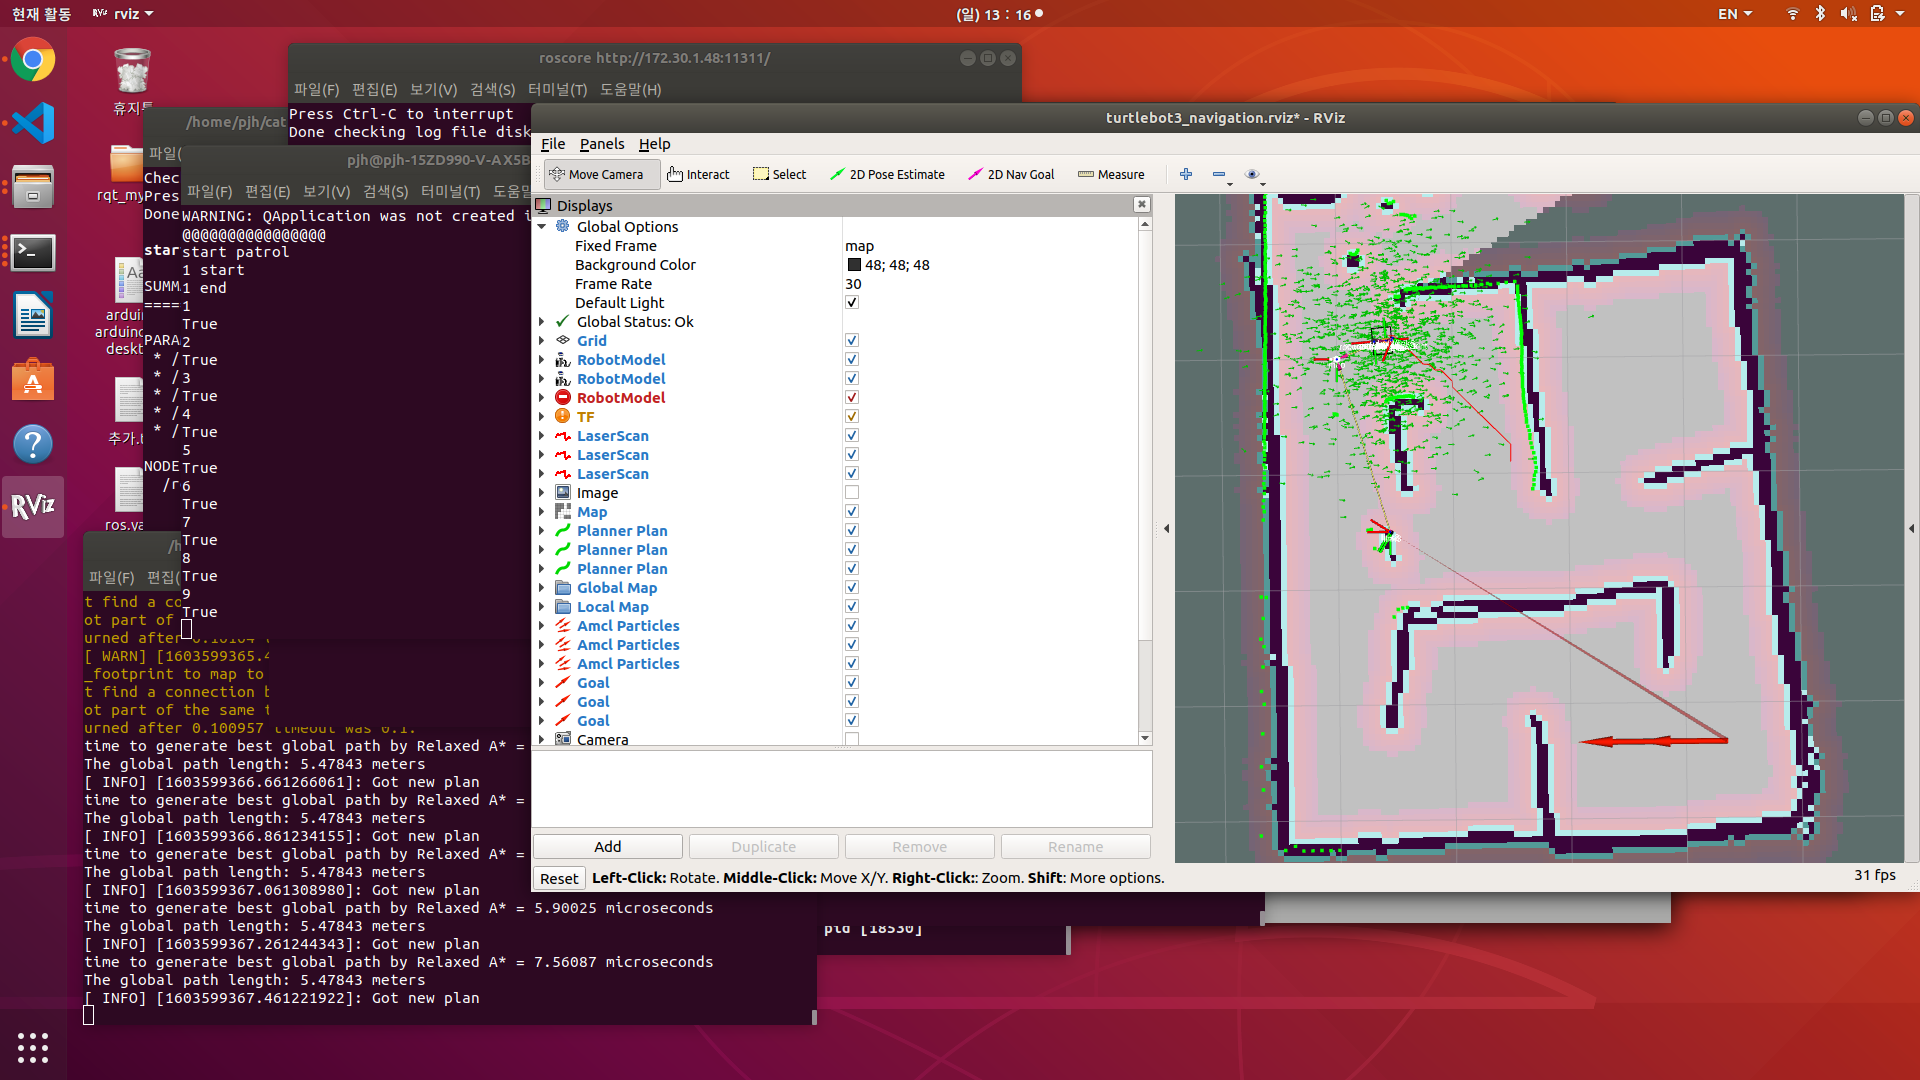 현재 활동
RViz rviz
(일) 13 : 16
EN
휴지통
rqt_my
Aa
추가.t
ros.ya
RViz
roscore http://172.30.1.48:11311/
파일(F) 편집(E) 보기(V) 검색(S) 터미널(T) 도움말(H)
Press Ctrl-C to interrupt
Done checking log file disk
/home/pjh/cat
파일(
Chec
Pres
Done
star
SUMM
====
PARA
* /
* /
* /
* /
* /
NODE
/r
pjh@pjh-15ZD990-V-AX5B
파일(F) 편집(E) 보기(V) 검색(S) 터미널(T) 도움말
WARNING: QApplication was not created i
@@@@@@@@@@@@@@@@
start patrol
1 start
1 end
1
True
2
True
3
True
4
True
5
True
6
True
7
True
8
True
9
True
파일(F) 편집(
t find a co
ot part of
[ WARN] [1603599365.4
_footprint to map to
t find a connection b
ot part of the same t
urned after 0.100957 timeout was 0.1.
time to generate best global path by Relaxed A* =
The global path length: 5.47843 meters
[ INFO] [1603599366.661266061]: Got new plan
time to generate best global path by Relaxed A* =
The global path length: 5.47843 meters
[ INFO] [1603599366.861234155]: Got new plan
time to generate best global path by Relaxed A* =
The global path length: 5.47843 meters
[ INFO] [1603599367.061308980]: Got new plan
time to generate best global path by Relaxed A* = 5.90025 microseconds
The global path length: 5.47843 meters
[ INFO] [1603599367.261244343]: Got new plan
time to generate best global path by Relaxed A* = 7.56087 microseconds
The global path length: 5.47843 meters
[ INFO] [1603599367.461221922]: Got new plan
pid [18530]
turtlebot3_navigation.rviz* - RViz
File Panels Help
Move Camera Interact Select 2D Pose Estimate 2D Nav Goal Measure
Displays
Global Options
Fixed Frame map
Background Color 48; 48; 48
Frame Rate 30
Default Light
Global Status: Ok
Grid
RobotModel
RobotModel
RobotModel
TF
LaserScan
LaserScan
LaserScan
Image
Map
Planner Plan
Planner Plan
Planner Plan
Global Map
Local Map
Amcl Particles
Amcl Particles
Amcl Particles
Goal
Goal
Goal
Camera
Add Duplicate Remove Rename
Reset Left-Click: Rotate. Middle-Click: Move X/Y. Right-Click:: Zoom. Shift: More options.
31 fps